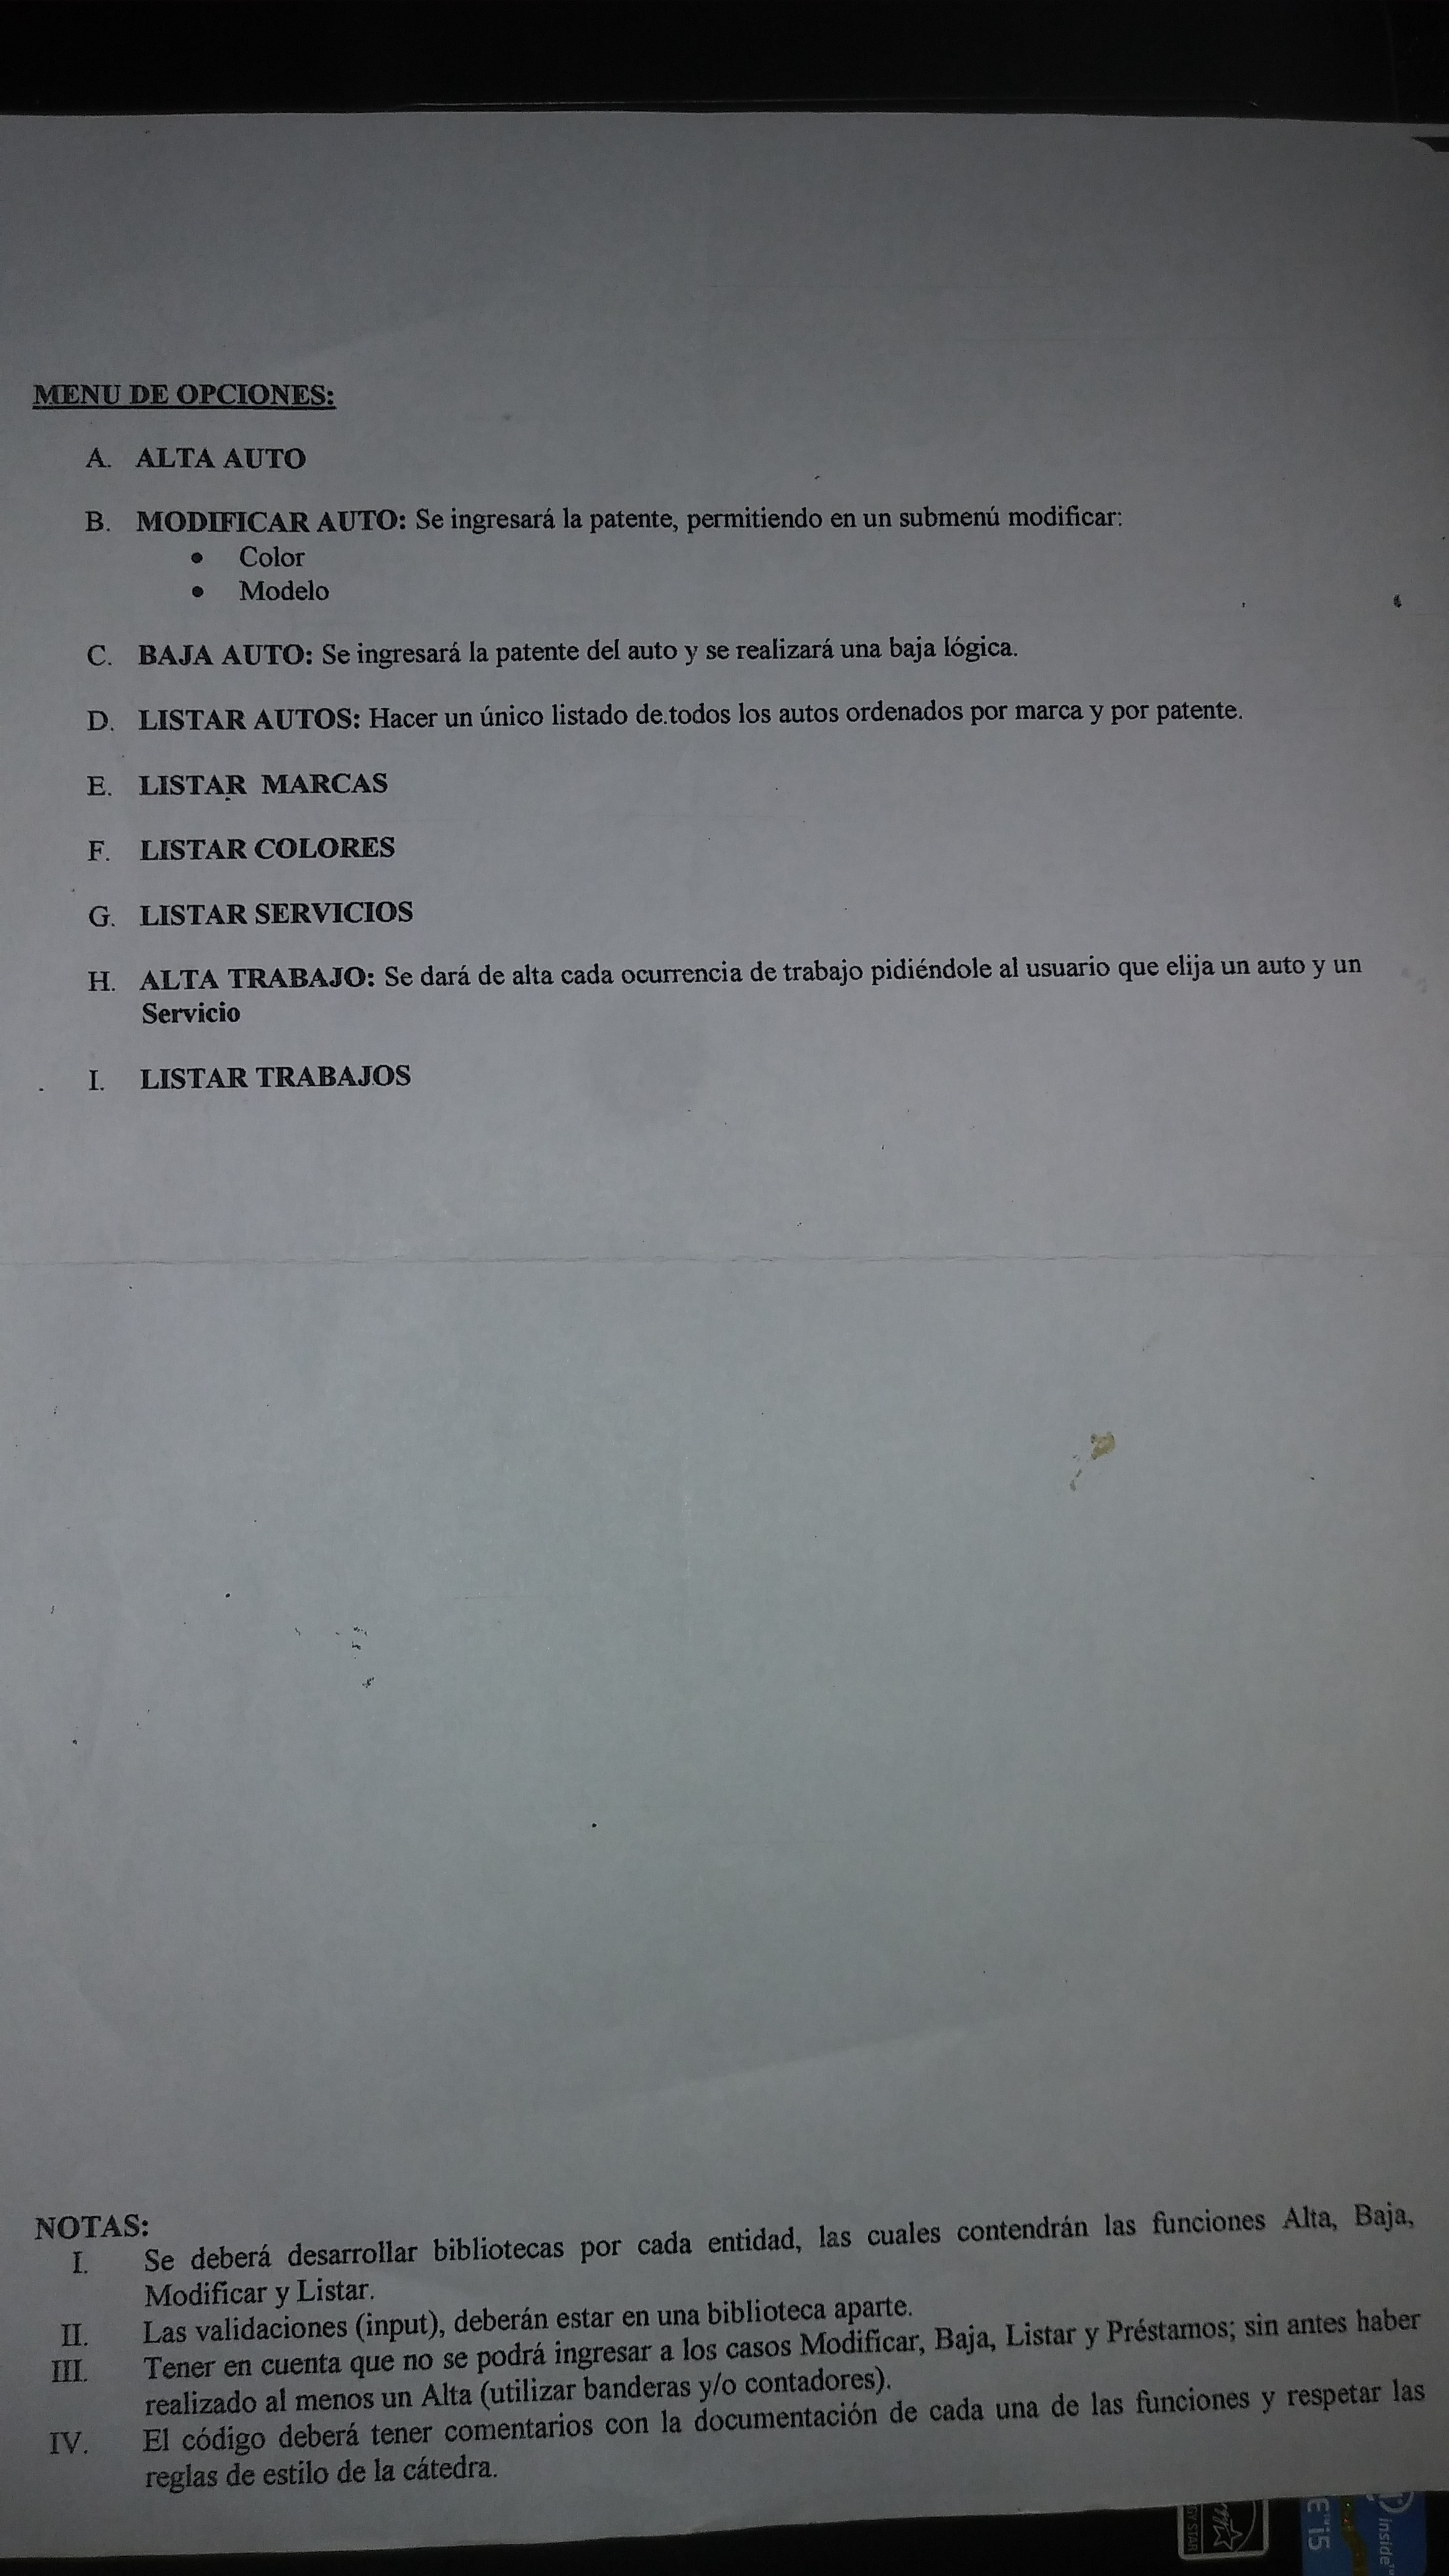 MENU DE OPCIONES:
A. ALTA AUTO
B. MODIFICAR AUTO: Se ingresará la patente, permitiendo en un submenú modificar:
• Color
• Modelo
C. BAJA AUTO: Se ingresará la patente del auto y se realizará una baja lógica.
D. LISTAR AUTOS: Hacer un único listado de.todos los autos ordenados por marca y por patente.
E. LISTAR MARCAS
F. LISTAR COLORES
G. LISTAR SERVICIOS
H. ALTA TRABAJO: Se dará de alta cada ocurrencia de trabajo pidiéndole al usuario que elija un auto y un
Servicio
I. LISTAR TRABAJOS
NOTAS:
I. Se deberá desarrollar bibliotecas por cada entidad, las cuales contendrán las funciones Alta, Baja,
Modificar y Listar.
II. Las validaciones (input), deberán estar en una biblioteca aparte.
III. Tener en cuenta que no se podrá ingresar a los casos Modificar, Baja, Listar y Préstamos; sin antes haber
realizado al menos un Alta (utilizar banderas y/o contadores).
IV. El código deberá tener comentarios con la documentación de cada una de las funciones y respetar las
reglas de estilo de la cátedra.
inside™
i5